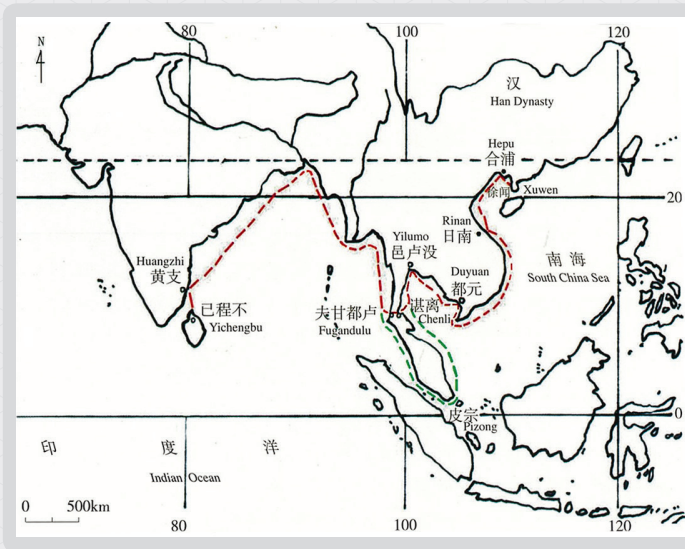 80
100
120
N
汉
Han Dynasty
Hepu
合浦
徐闻
Xuwen
20
Rinan
日南
Yilumo
邑卢没
南海
South China Sea
Huangzhi
黄支
Duyuan
都元
已程不
Yichengbu
夫甘都卢
Fugandulu
谌离
Chenli
皮宗
Pizong
0
印度洋
Indian Ocean
0 500km
80
100
120